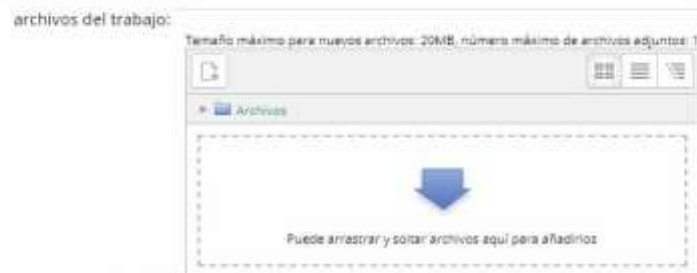 archivos del trabajo:
Tamaño máximo para nuevos archivos: 20MB, número máximo de archivos adjuntos: 1
Archivos
Puede arrastrar y soltar archivos aquí para añadirlos